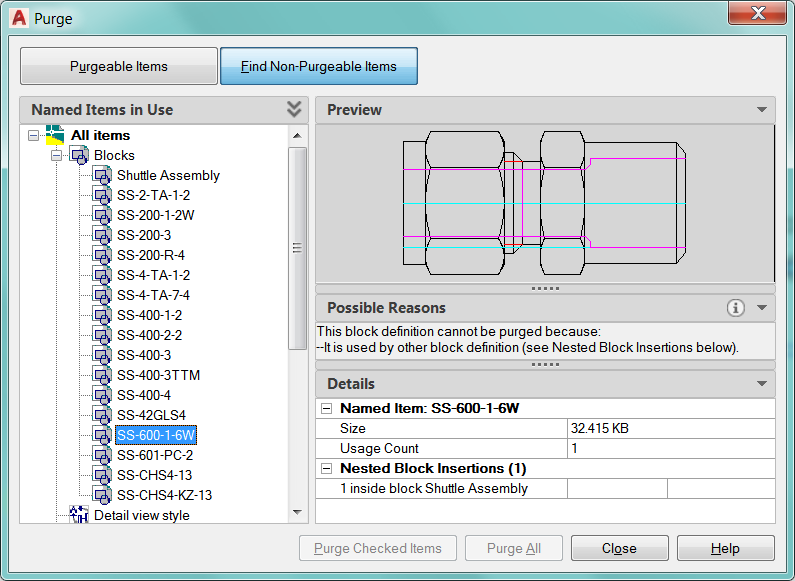 Purge
Purgeable Items
Find Non-Purgeable Items
Named Items in Use
All items
Blocks
Shuttle Assembly
SS-2-TA-1-2
SS-200-1-2W
SS-200-3
SS-200-R-4
SS-4-TA-1-2
SS-4-TA-7-4
SS-400-1-2
SS-400-2-2
SS-400-3
SS-400-3TTM
SS-400-4
SS-42GLS4
SS-600-1-6W
SS-601-PC-2
SS-CHS4-13
SS-CHS4-KZ-13
Detail view style
Preview
Possible Reasons
This block definition cannot be purged because:
--It is used by other block definition (see Nested Block Insertions below).
Details
Named Item: SS-600-1-6W
Size 32.415 KB
Usage Count 1
Nested Block Insertions (1)
1 inside block Shuttle Assembly
Purge Checked Items
Purge All
Close
Help